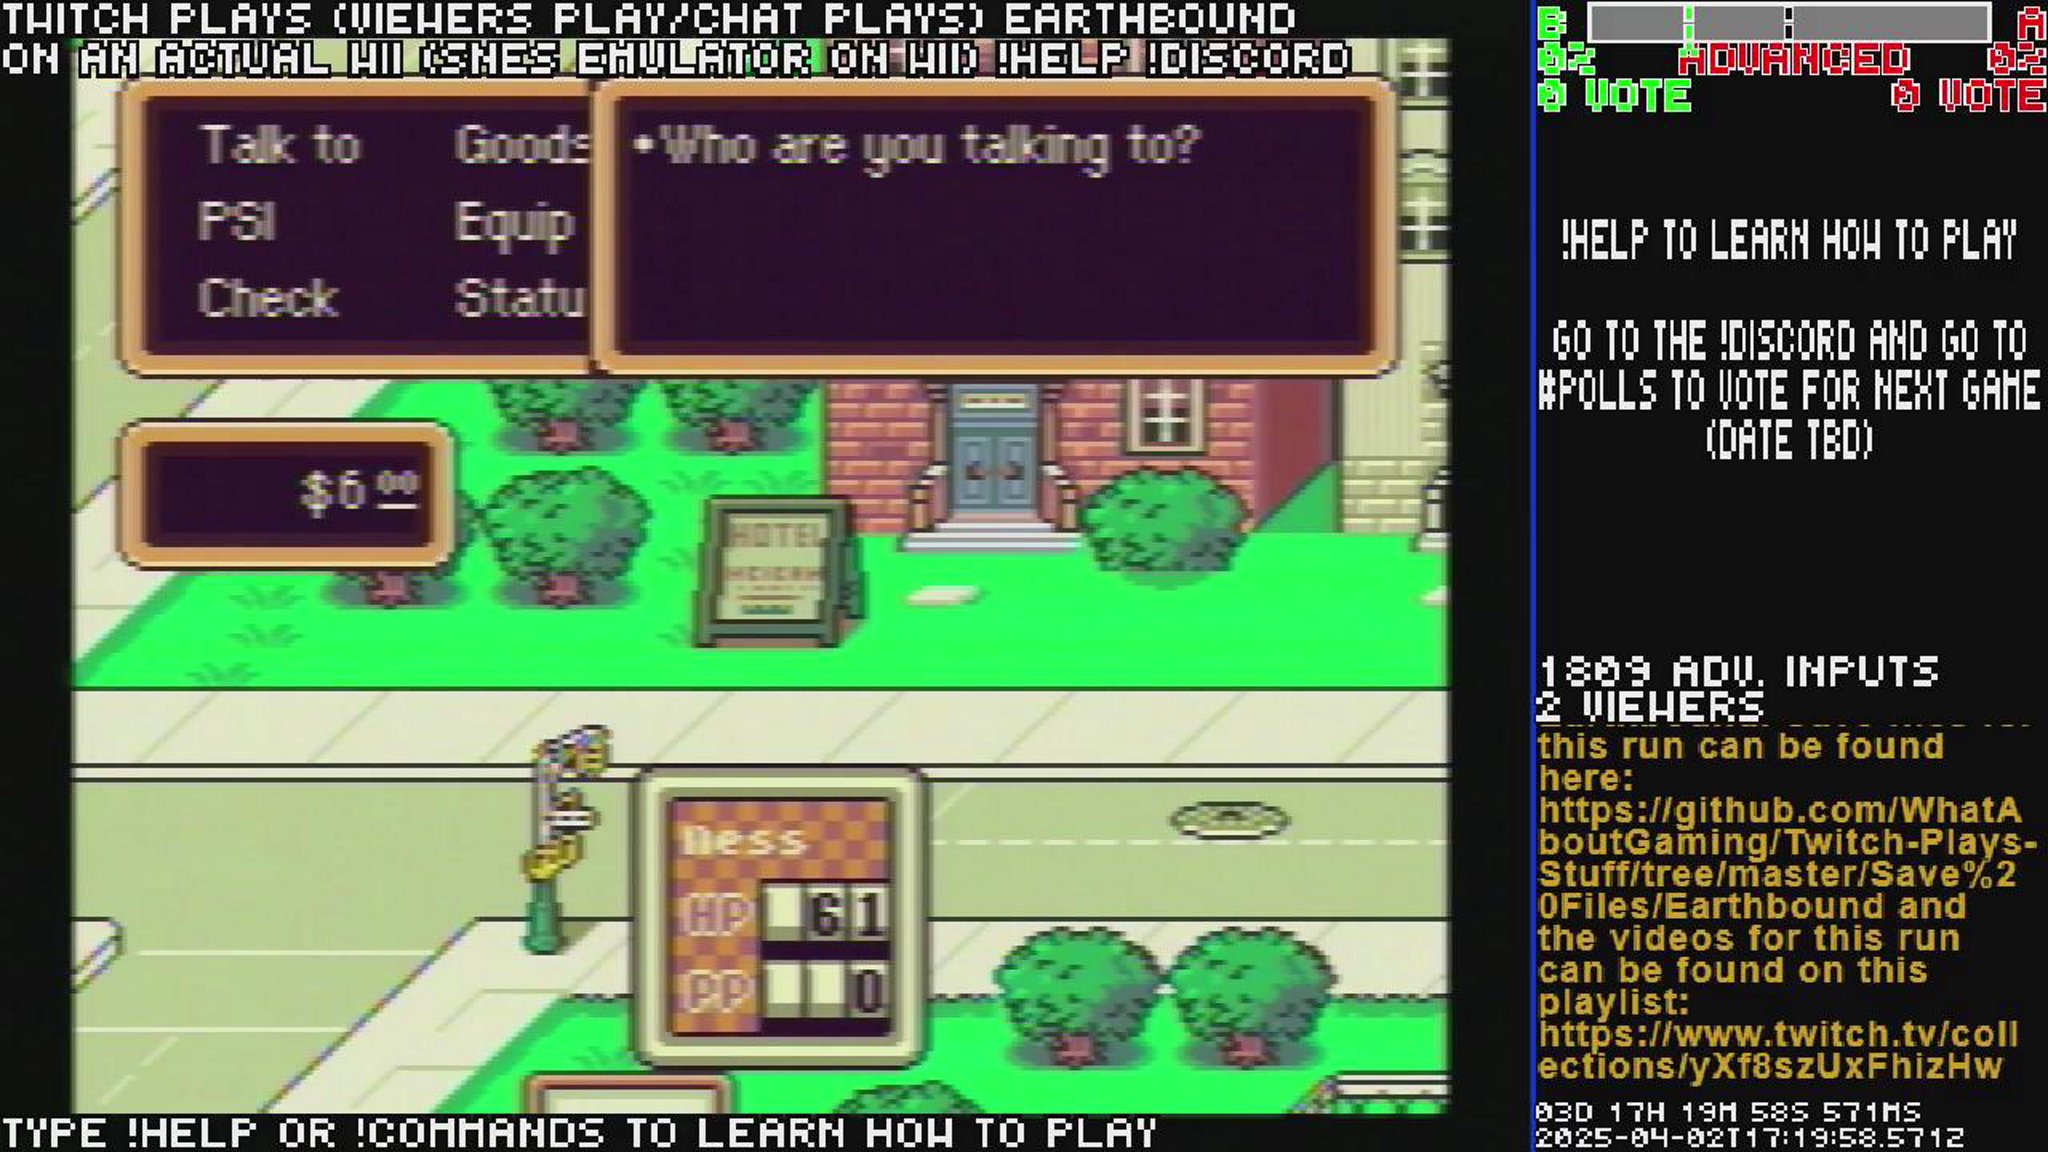 TWITCH PLAYS (VIEWERS PLAY/CHAT PLAYS) EARTHBOUND
ON AN ACTUAL WII (SNES EMULATOR ON WII) !HELP !DISCORD
Talk to Goods
PSI Equip
Check Statu
•Who are you talking to?
$6 00
HOTEL
Ness
HP 61
PP 0
TYPE !HELP OR !COMMANDS TO LEARN HOW TO PLAY
B A
0% ADVANCED 0%
0 VOTE 0 VOTE
!HELP TO LEARN HOW TO PLAY
GO TO THE !DISCORD AND GO TO
#POLLS TO VOTE FOR NEXT GAME
(DATE TBD)
1809 ADV. INPUTS
2 VIEWERS
this run can be found
here:
https://github.com/WhatA
boutGaming/Twitch-Plays-
Stuff/tree/master/Save%2
0Files/Earthbound and
the videos for this run
can be found on this
playlist:
https://www.twitch.tv/coll
ections/yXf8szUxFhizHw
03D 17H 19M 58S 571MS
2025-04-02T17:19:58.571Z